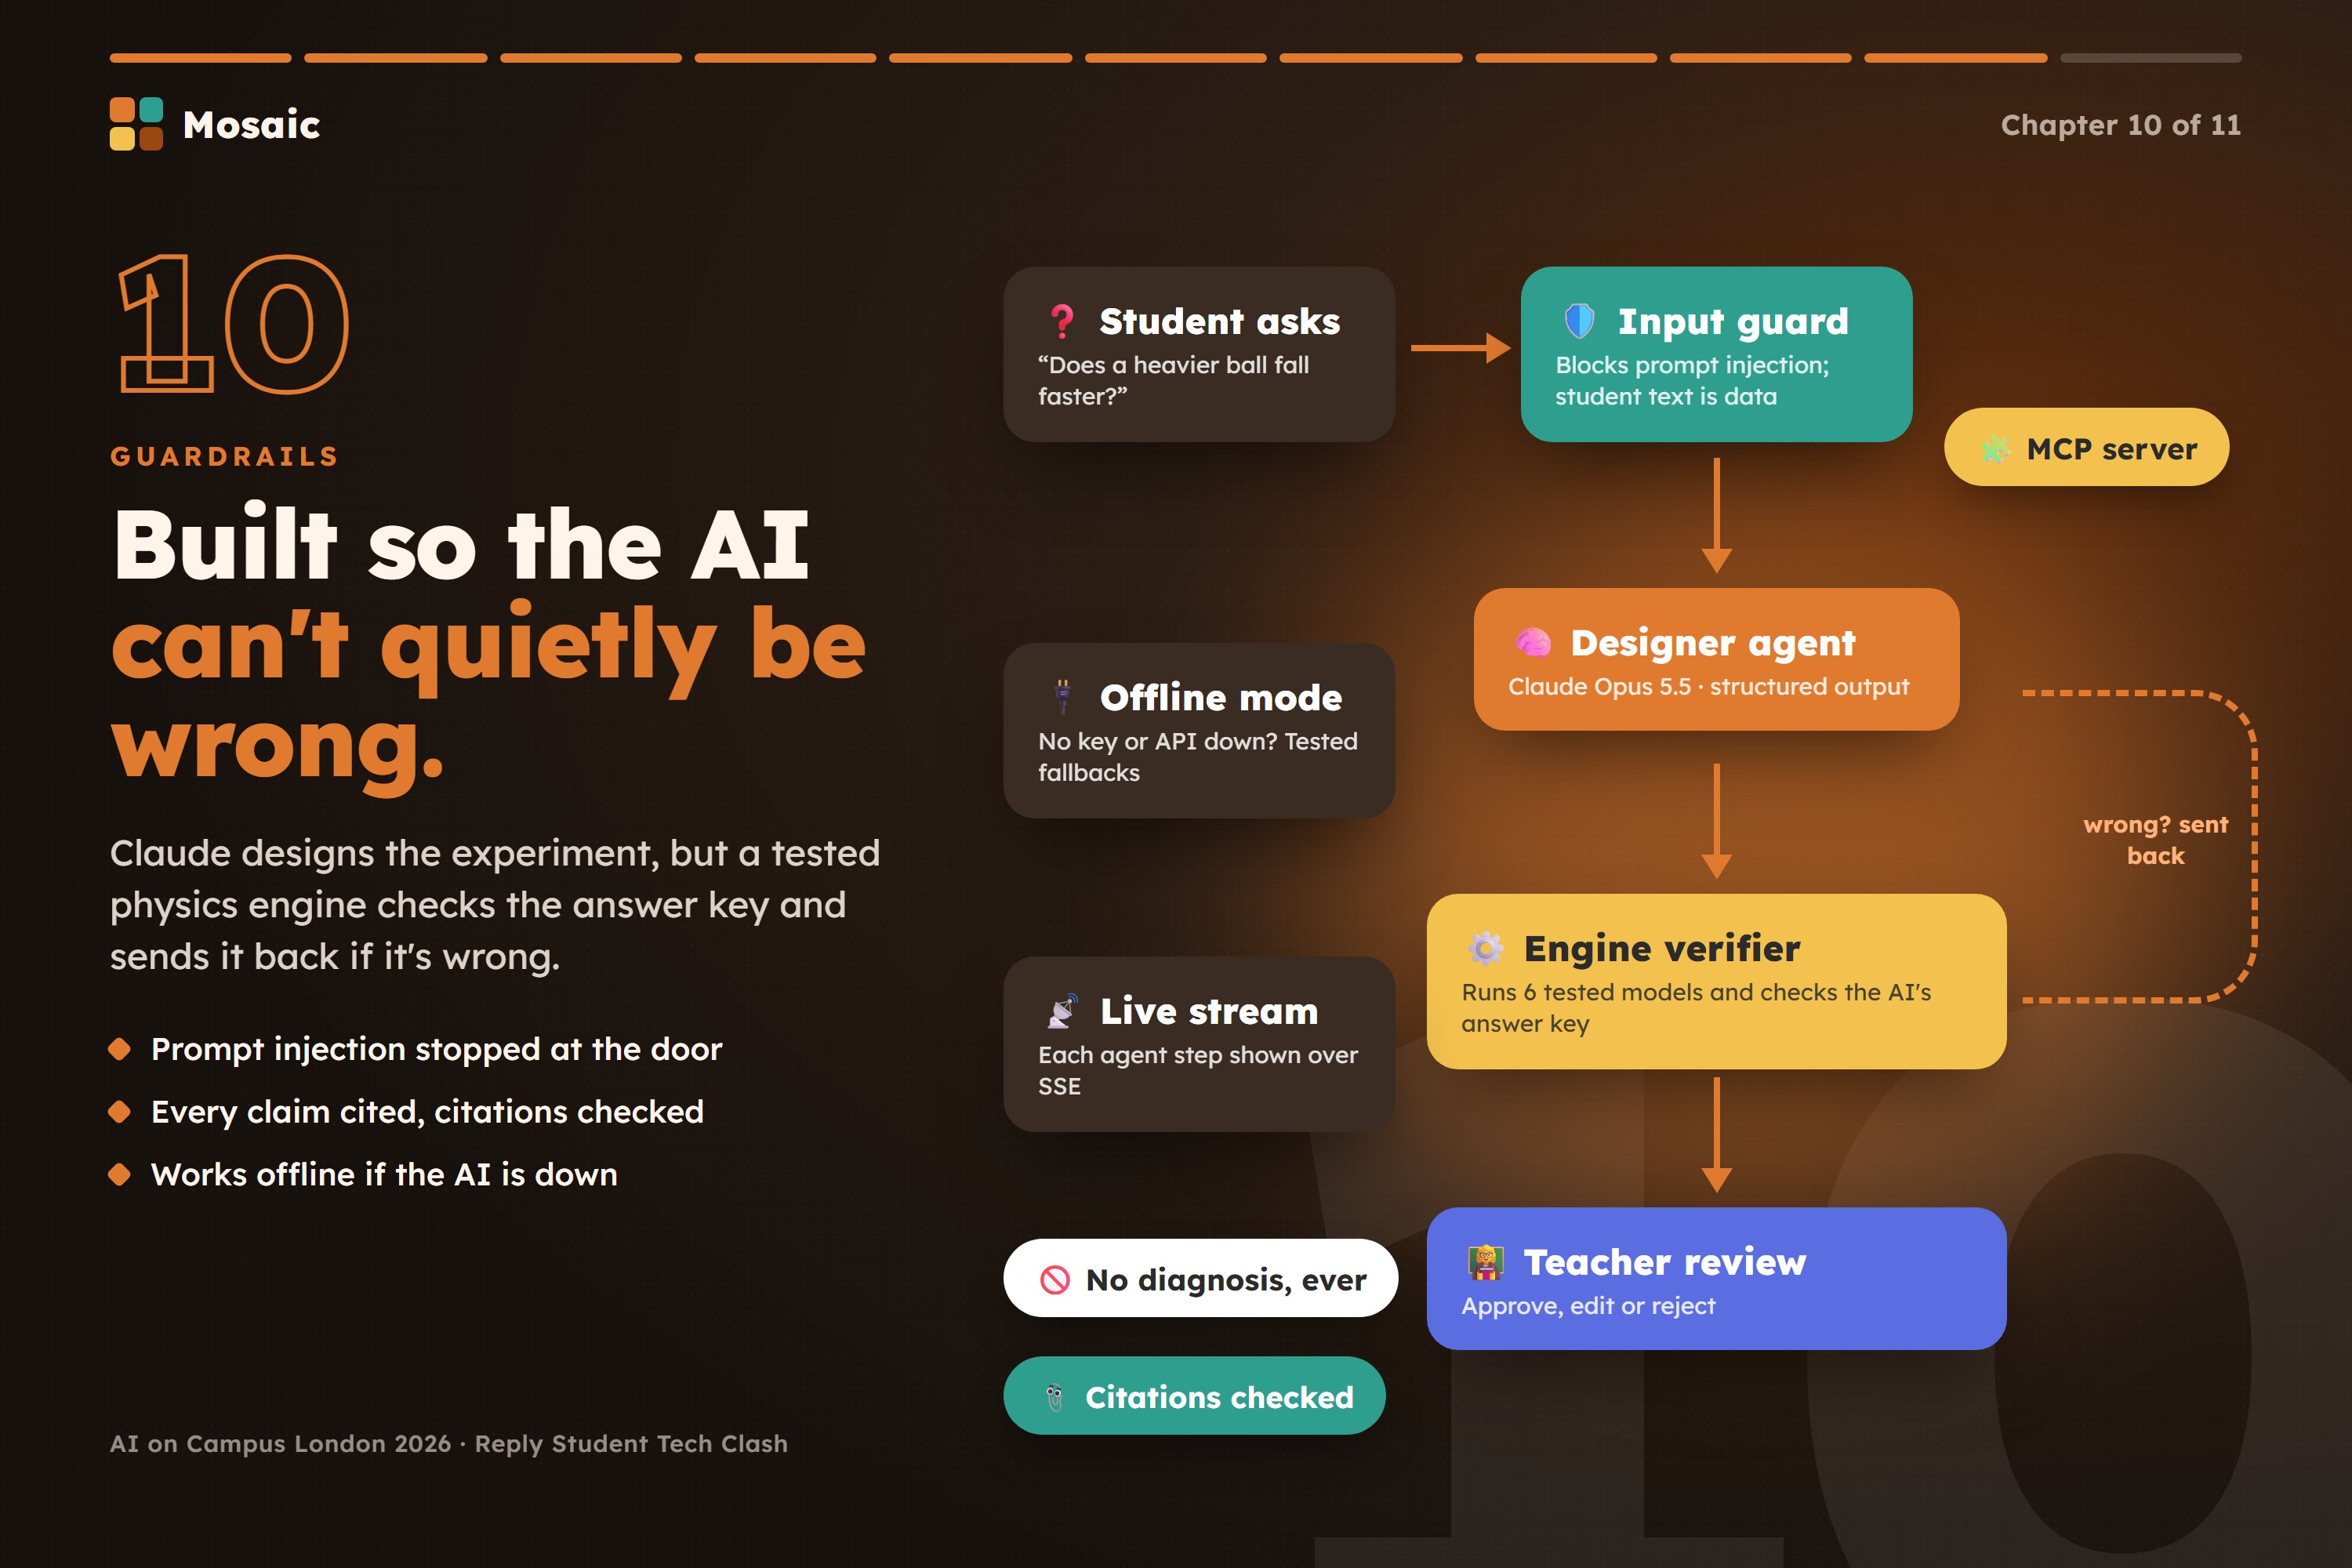 Mosaic
Chapter 10 of 11
10
GUARDRAILS
Built so the AI
can't quietly be
wrong.
Claude designs the experiment, but a tested
physics engine checks the answer key and
sends it back if it's wrong.
Prompt injection stopped at the door
Every claim cited, citations checked
Works offline if the AI is down
AI on Campus London 2026 · Reply Student Tech Clash
Student asks
“Does a heavier ball fall
faster?”
Input guard
Blocks prompt injection;
student text is data
MCP server
Designer agent
Claude Opus 5.5 · structured output
Offline mode
No key or API down? Tested
fallbacks
wrong? sent
back
Engine verifier
Runs 6 tested models and checks the AI's
answer key
Live stream
Each agent step shown over
SSE
Teacher review
Approve, edit or reject
No diagnosis, ever
Citations checked
10